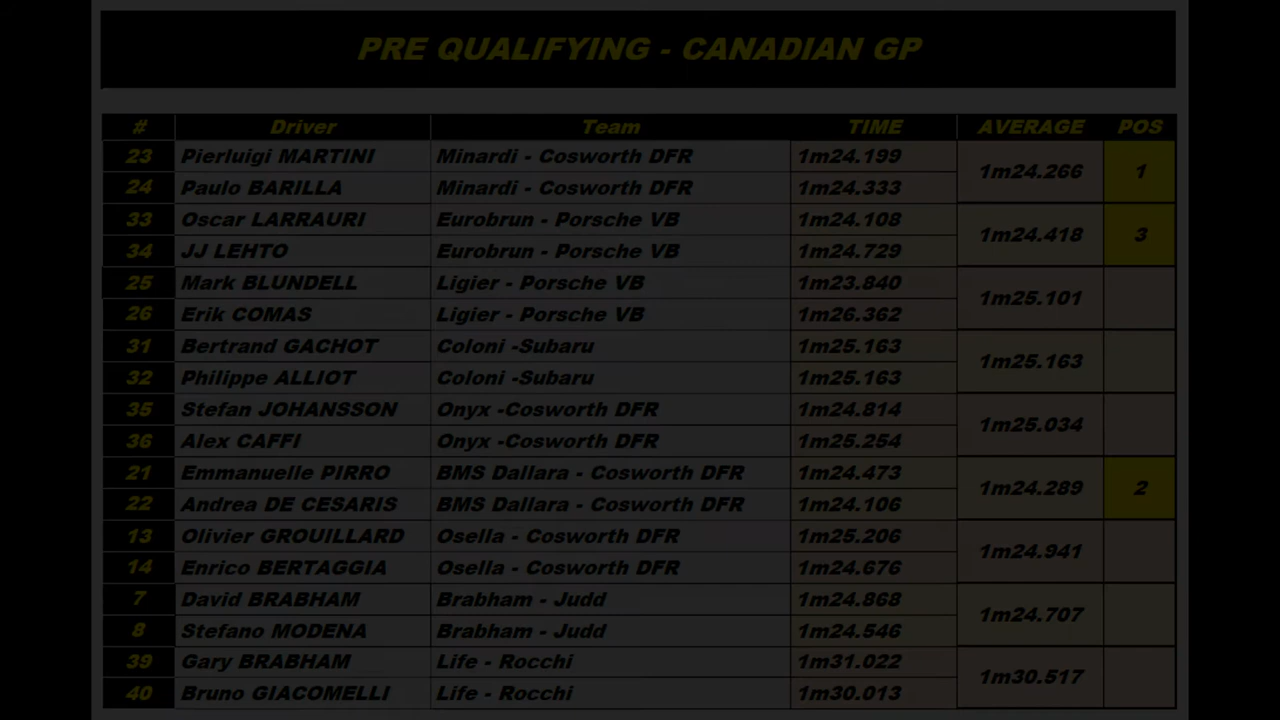 PRE QUALIFYING - CANADIAN GP
# Driver Team TIME AVERAGE POS
23 Pierluigi MARTINI Minardi - Cosworth DFR 1m24.199 1m24.266 1
24 Paulo BARILLA Minardi - Cosworth DFR 1m24.333
33 Oscar LARRAURI Eurobrun - Porsche VB 1m24.108 1m24.418 3
34 JJ LEHTO Eurobrun - Porsche VB 1m24.729
25 Mark BLUNDELL Ligier - Porsche VB 1m23.840 1m25.101
26 Erik COMAS Ligier - Porsche VB 1m26.362
31 Bertrand GACHOT Coloni -Subaru 1m25.163 1m25.163
32 Philippe ALLIOT Coloni -Subaru 1m25.163
35 Stefan JOHANSSON Onyx -Cosworth DFR 1m24.814 1m25.034
36 Alex CAFFI Onyx -Cosworth DFR 1m25.254
21 Emmanuelle PIRRO BMS Dallara - Cosworth DFR 1m24.473 1m24.289 2
22 Andrea DE CESARIS BMS Dallara - Cosworth DFR 1m24.106
13 Olivier GROUILLARD Osella - Cosworth DFR 1m25.206 1m24.941
14 Enrico BERTAGGIA Osella - Cosworth DFR 1m24.676
7 David BRABHAM Brabham - Judd 1m24.868 1m24.707
8 Stefano MODENA Brabham - Judd 1m24.546
39 Gary BRABHAM Life - Rocchi 1m31.022 1m30.517
40 Bruno GIACOMELLI Life - Rocchi 1m30.013